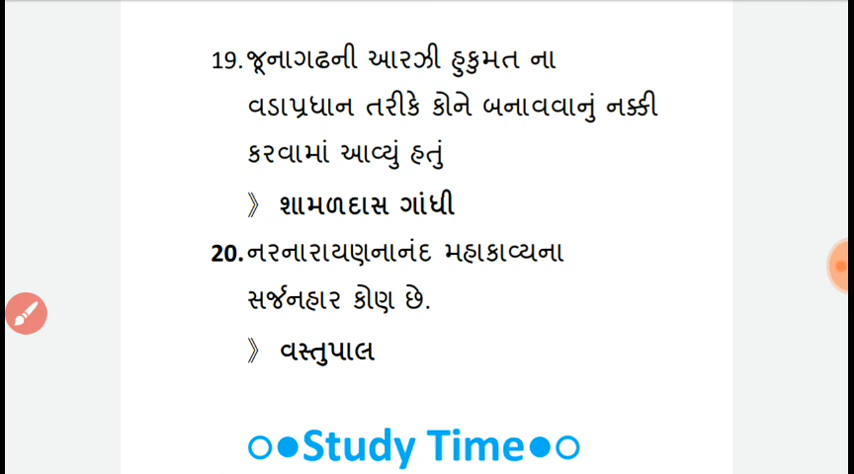 19. જૂનાગઢની આરઝી હુકુમત ના
વડાપ્રધાન તરીકે કોને બનાવવાનું નક્કી
કરવામાં આવ્યું હતું
》 શામળદાસ ગાંધી
20. નરનારાયણનાનંદ મહાકાવ્યના
સર્જનહાર કોણ છે.
》 વસ્તુપાલ
○●Study Time●○